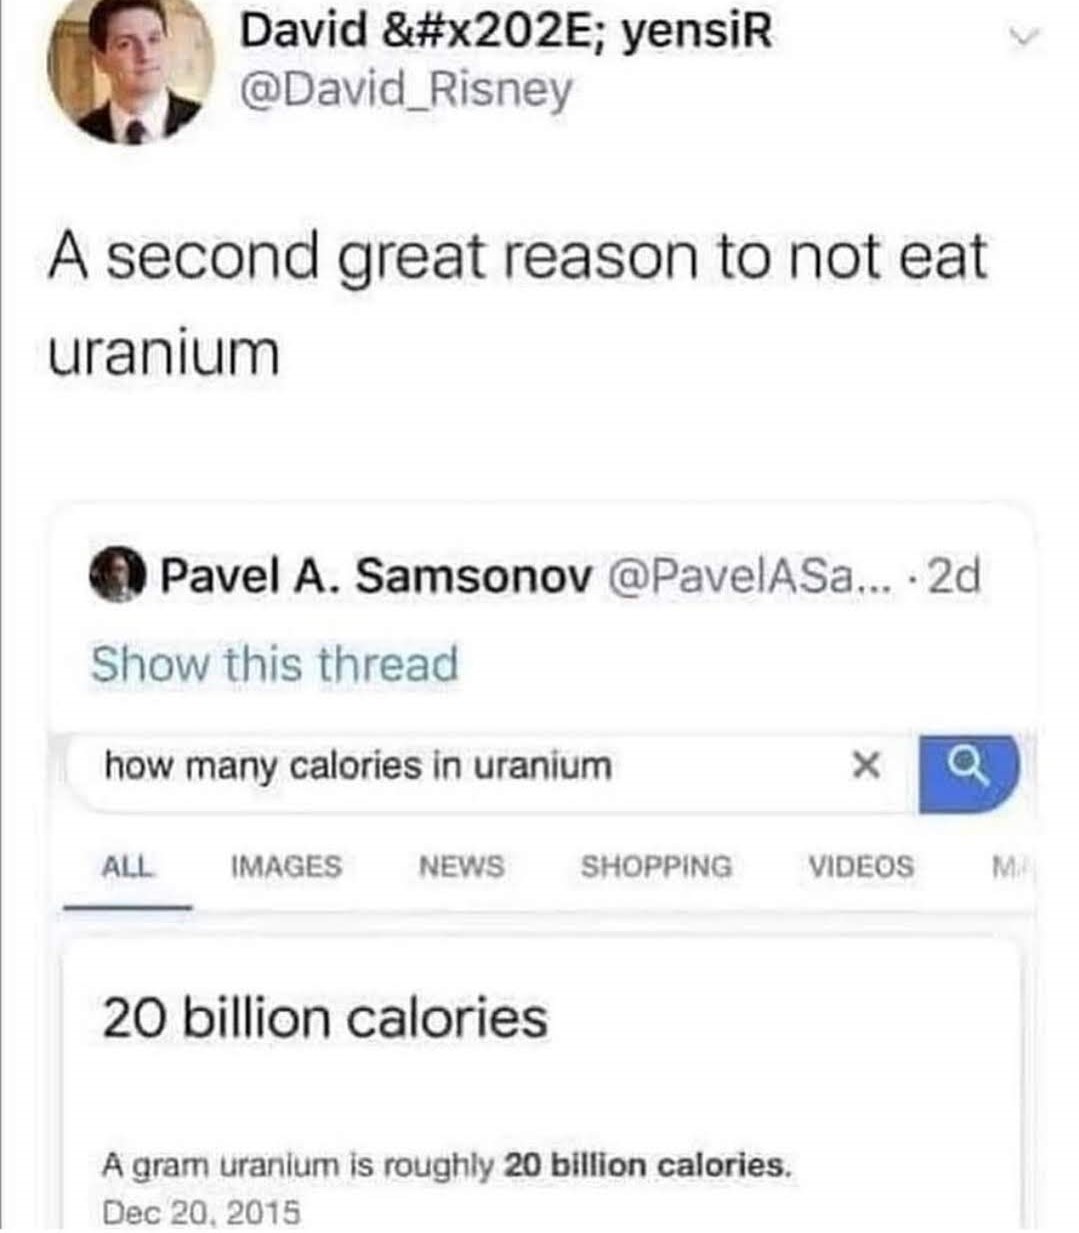 David &#x202E; yensiR
@David_Risney
A second great reason to not eat
uranium
Pavel A. Samsonov @PavelASa... · 2d
Show this thread
how many calories in uranium
ALL IMAGES NEWS SHOPPING VIDEOS
20 billion calories
A gram uranium is roughly 20 billion calories.
Dec 20, 2015